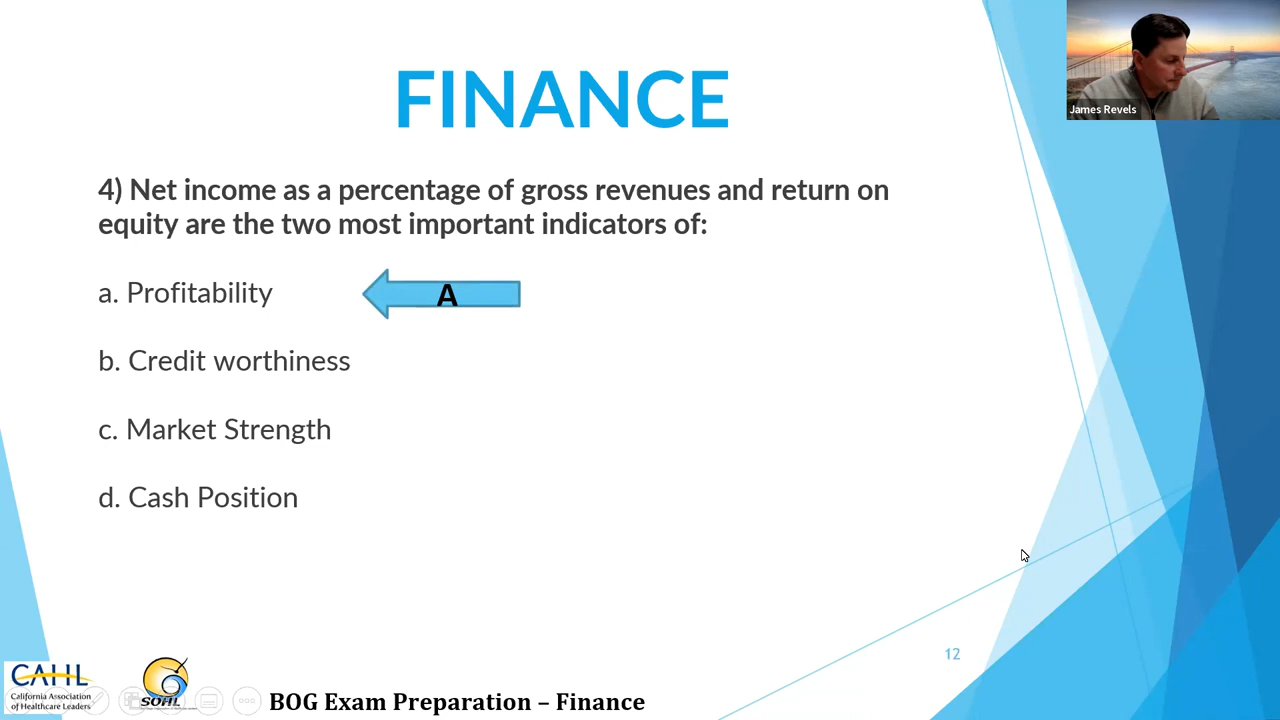 FINANCE
James Revels
4) Net income as a percentage of gross revenues and return on
equity are the two most important indicators of:
a. Profitability
A
b. Credit worthiness
c. Market Strength
d. Cash Position
12
CAHL
California Association
of Healthcare Leaders
SOHL
BOG Exam Preparation – Finance